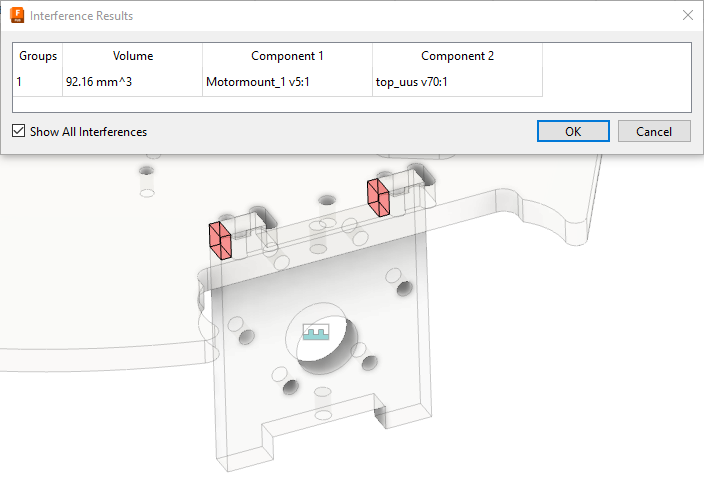 Interference Results
Groups Volume Component 1 Component 2
1 92.16 mm^3 Motormount_1 v5:1 top_uus v70:1
Show All Interferences
OK Cancel